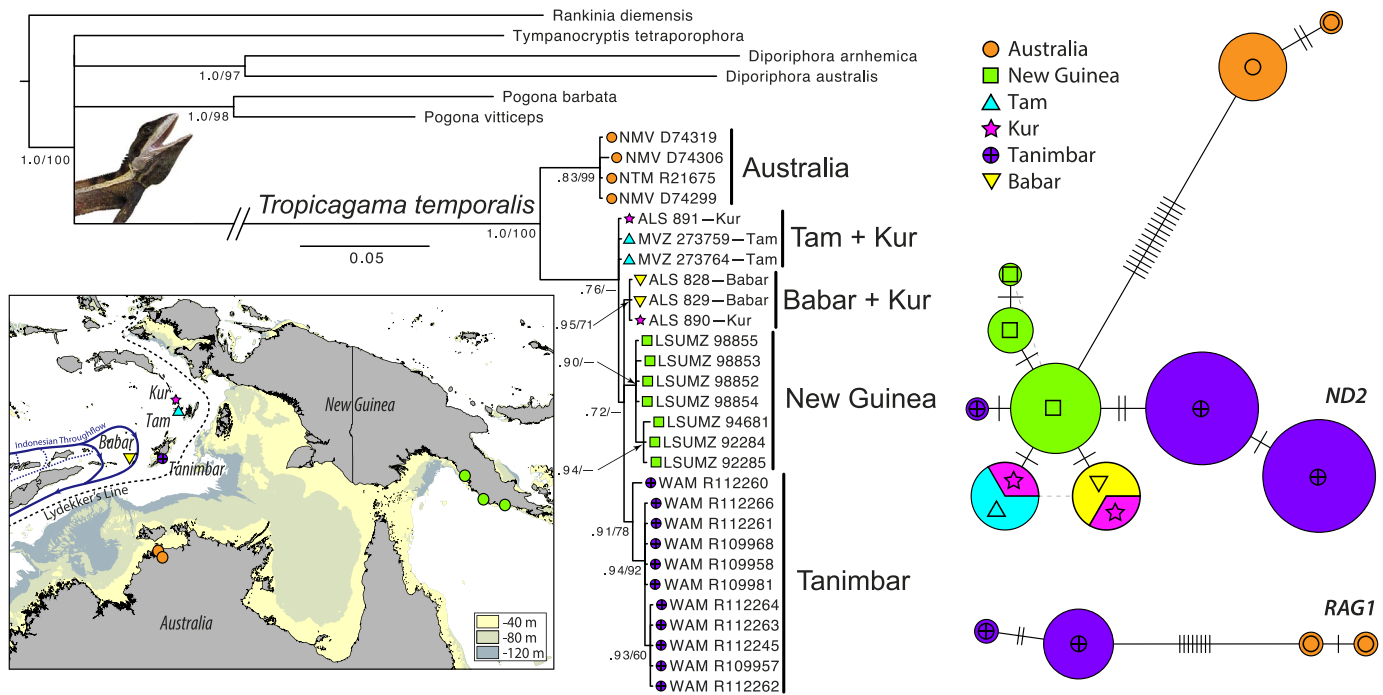 Rankinia diemensis
Tympanocryptis tetraporophora
Diporiphora arnhemica
1.0/97
Diporiphora australis
Pogona barbata
1.0/98
Pogona vitticeps
1.0/100
NMV D74319
NMV D74306
.83/99
NTM R21675
NMV D74299
Australia
Tropicagama temporalis
1.0/100
0.05
ALS 891–Kur
MVZ 273759–Tam
MVZ 273764–Tam
Tam + Kur
.76/–
ALS 828–Babar
ALS 829–Babar
ALS 890–Kur
Babar + Kur
.95/71
LSUMZ 98855
LSUMZ 98853
.90/–
LSUMZ 98852
LSUMZ 98854
.72/–
LSUMZ 94681
LSUMZ 92284
.94/–
LSUMZ 92285
New Guinea
WAM R112260
WAM R112266
.91/78
WAM R112261
WAM R109968
.94/92
WAM R109958
WAM R109981
WAM R112264
WAM R112263
.93/60
WAM R112245
WAM R109957
WAM R112262
Tanimbar
Kur
Tam
New Guinea
Indonesian Throughflow
Babar
Tanimbar
Lydekker's Line
Australia
-40 m
-80 m
-120 m
Australia
New Guinea
Tam
Kur
Tanimbar
Babar
ND2
RAG1